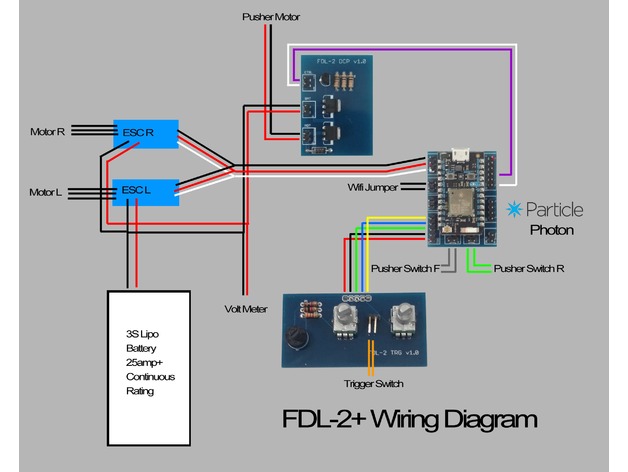 Pusher Motor
FDL-2 DCP v1.0
Motor R
ESC R
Motor L
ESC L
Wifi Jumper
Particle
Photon
Pusher Switch F
Pusher Switch R
Volt Meter
3S Lipo
Battery
25amp+
Continuous
Rating
FDL-2 TRG v1.0
Trigger Switch
FDL-2+ Wiring Diagram